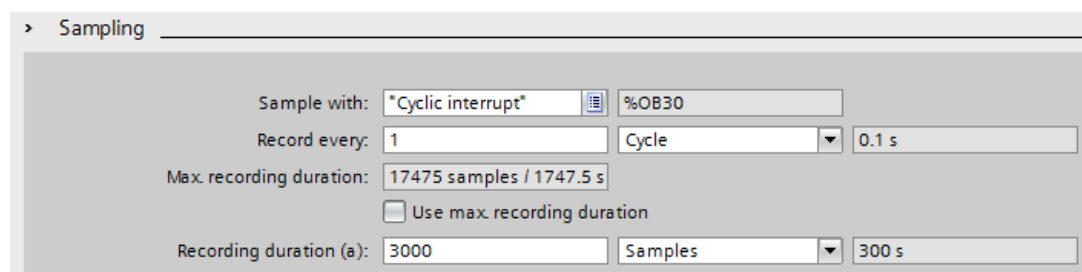 Sampling
Sample with: "Cyclic interrupt" %OB30
Record every: 1 Cycle 0.1 s
Max. recording duration: 17475 samples / 1747.5 s
Use max. recording duration
Recording duration (a): 3000 Samples 300 s